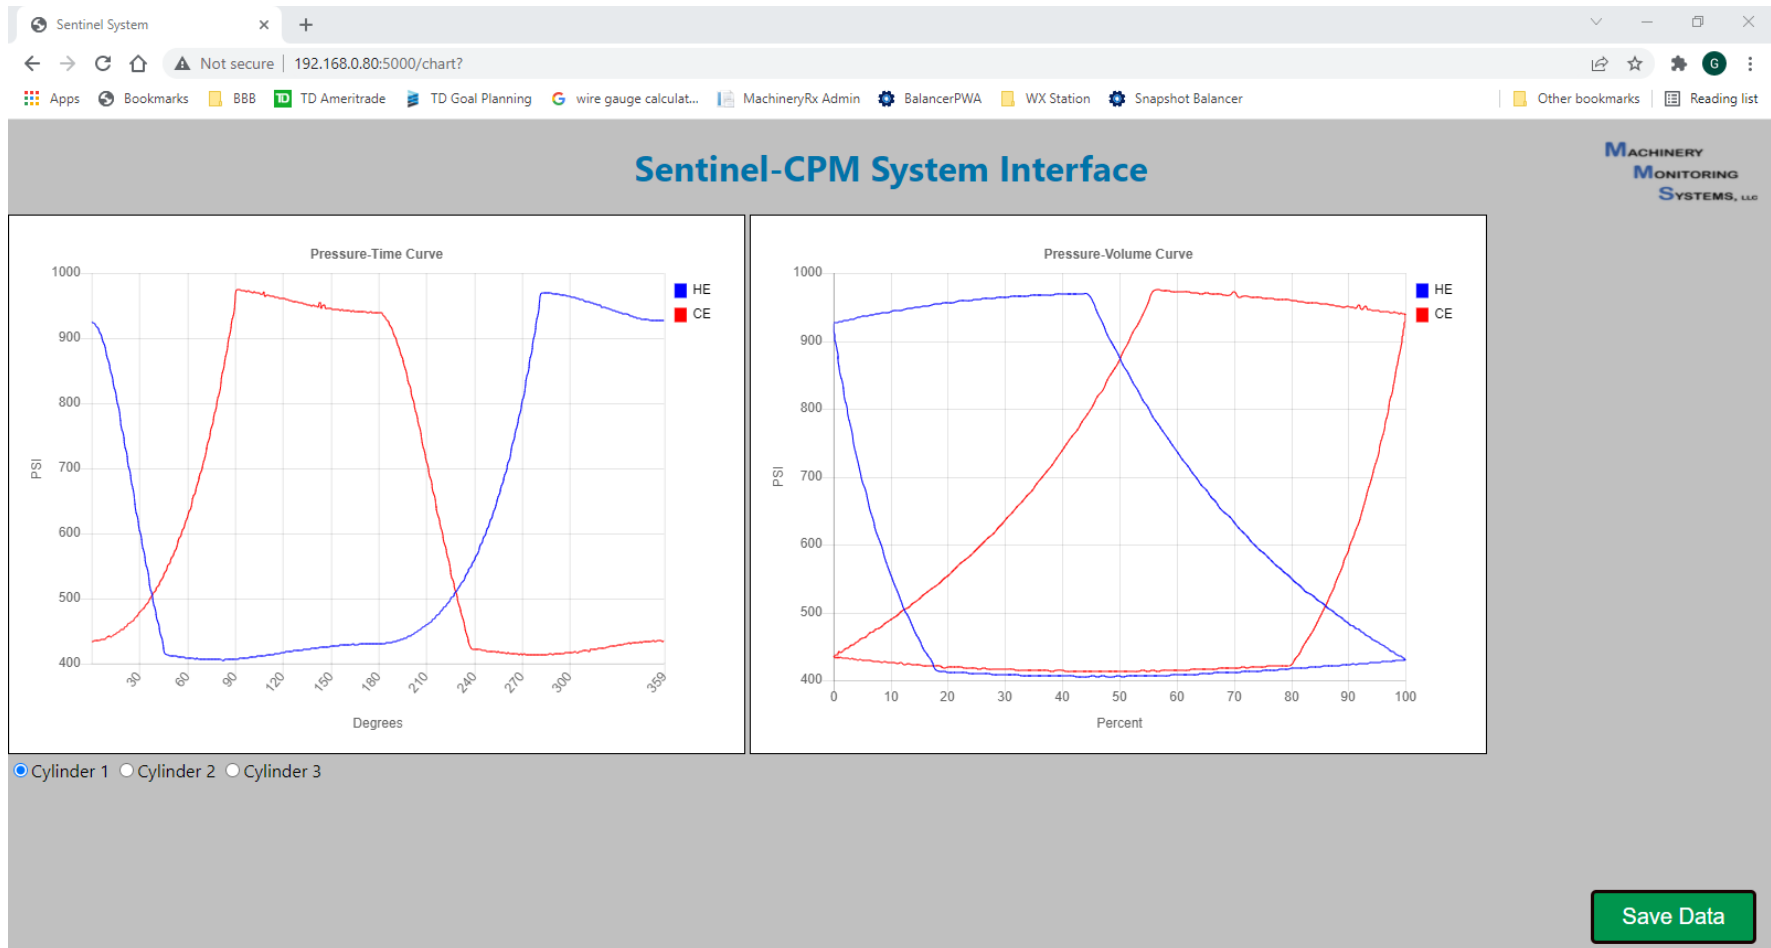 Sentinel System
Not secure 192.168.0.80:5000/chart?
G
Apps Bookmarks BBB TD TD Ameritrade TD Goal Planning G wire gauge calculat... MachineryRx Admin BalancerPWA WX Station Snapshot Balancer Other bookmarks Reading list
Sentinel-CPM System Interface
MACHINERY
MONITORING
SYSTEMS, LLC
Pressure-Time Curve
HE
CE
1000
900
800
700
600
500
400
PSI
30 60 90 120 150 180 210 240 270 300 359
Degrees
Pressure-Volume Curve
HE
CE
1000
900
800
700
600
500
400
PSI
0 10 20 30 40 50 60 70 80 90 100
Percent
Cylinder 1 Cylinder 2 Cylinder 3
Save Data